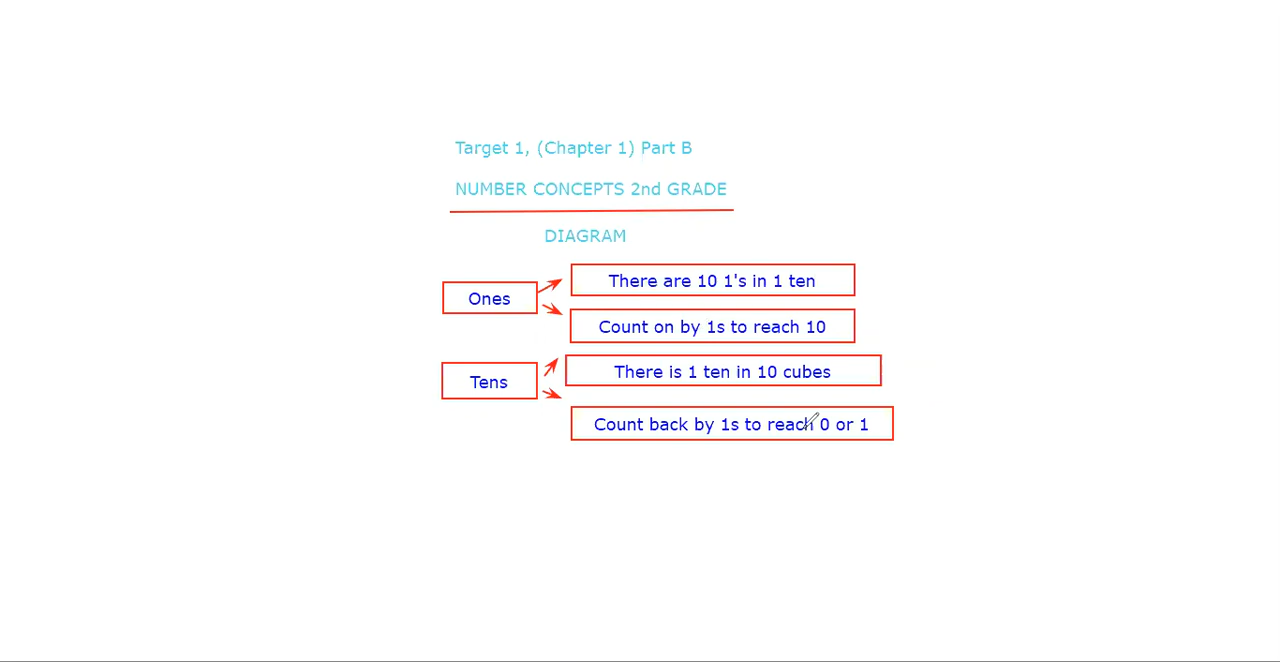 Target 1, (Chapter 1) Part B
NUMBER CONCEPTS 2nd GRADE
DIAGRAM
Ones
There are 10 1's in 1 ten
Count on by 1s to reach 10
Tens
There is 1 ten in 10 cubes
Count back by 1s to reach 0 or 1